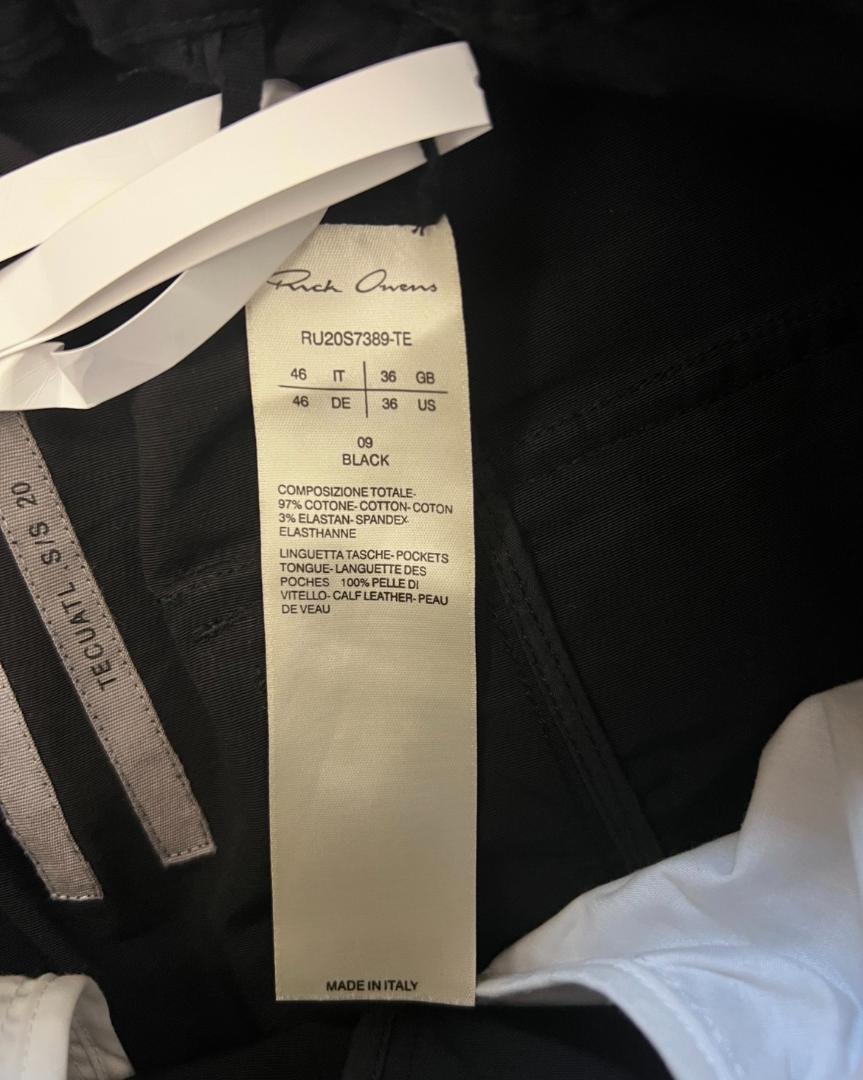 Rick Owens
RU20S7389-TE
46 IT 36 GB
46 DE 36 US
09
BLACK
COMPOSIZIONE TOTALE-
97% COTONE-COTTON-COTON
3% ELASTAN-SPANDEX-
ELASTHANNE
LINGUETTA TASCHE-POCKETS
TONGUE-LANGUETTE DES
POCHES 100% PELLE DI
VITELLO-CALF LEATHER-PEAU
DE VEAU
MADE IN ITALY
TECUATL S/S 20